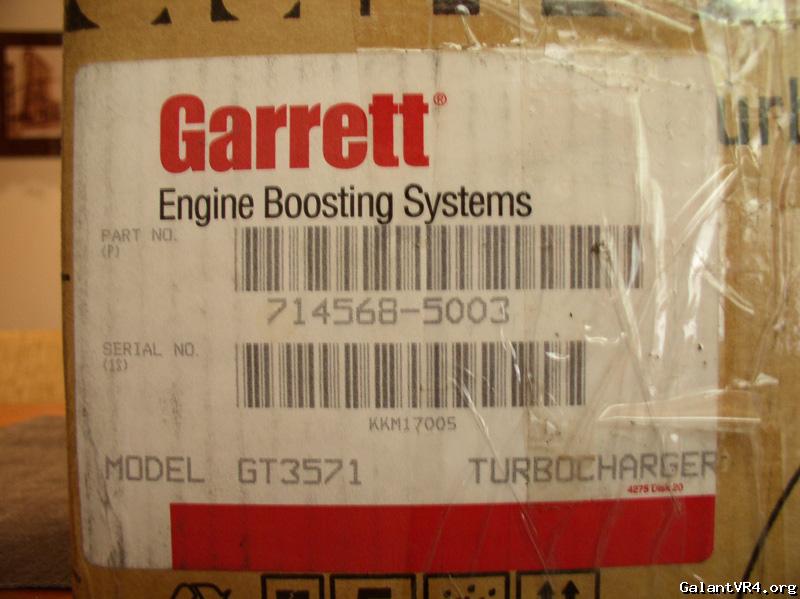 Garrett®
Engine Boosting Systems
PART NO.
(P)
714568-5003
SERIAL NO.
(1S)
KKM17005
MODEL GT3571 TURBOCHARGER
4275 Disk 20
GalantVR4.org